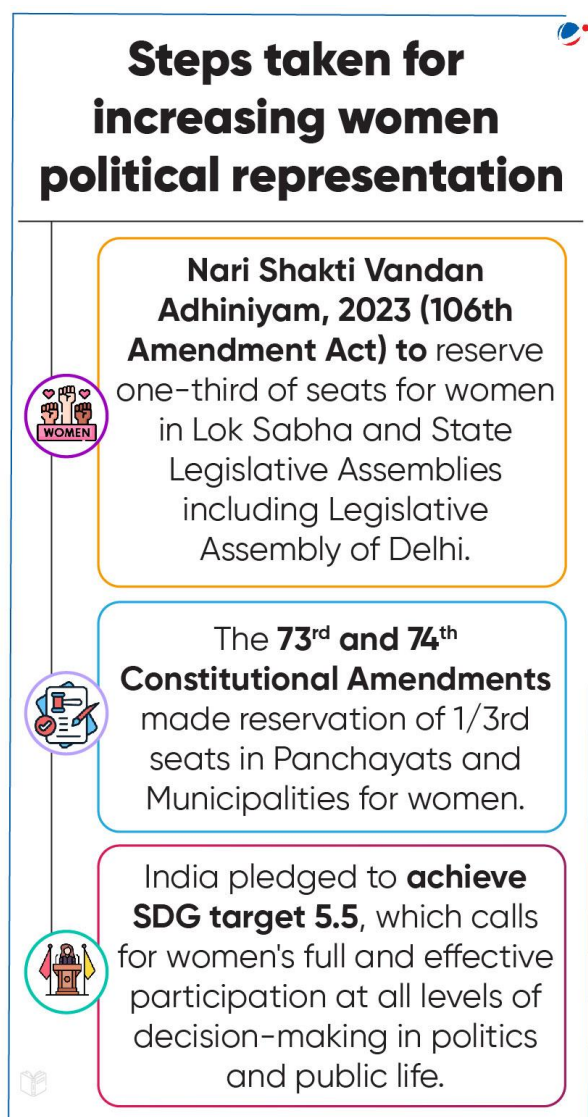 Steps taken for
increasing women
political representation
Nari Shakti Vandan
Adhiniyam, 2023 (106th
Amendment Act) to reserve
one-third of seats for women
in Lok Sabha and State
Legislative Assemblies
including Legislative
Assembly of Delhi.
WOMEN
The 73rd and 74th
Constitutional Amendments
made reservation of 1/3rd
seats in Panchayats and
Municipalities for women.
India pledged to achieve
SDG target 5.5, which calls
for women's full and effective
participation at all levels of
decision-making in politics
and public life.